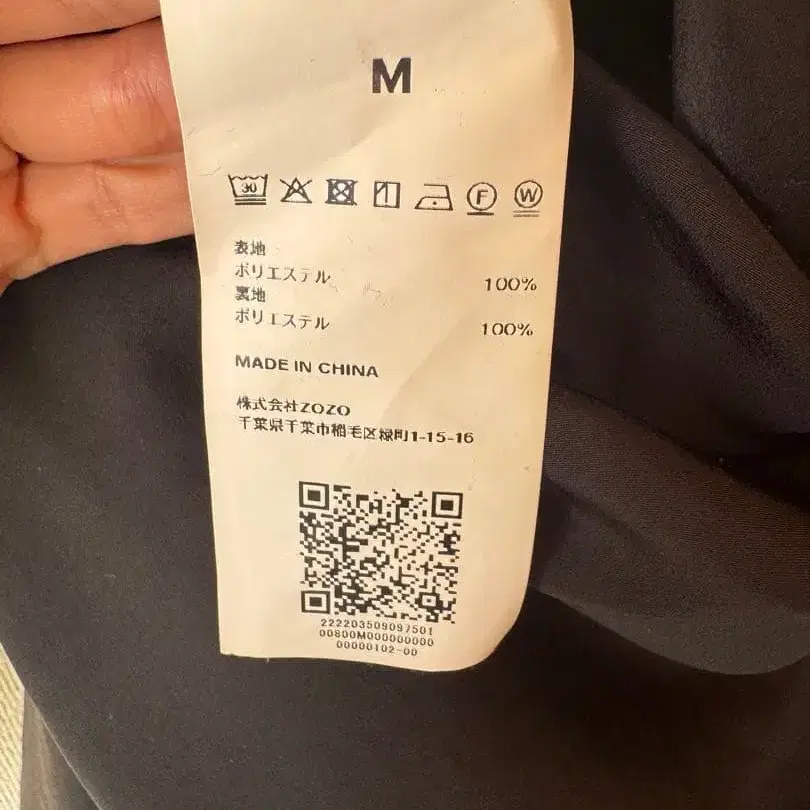 M
30
F
W
表地
ポリエステル 100%
裏地
ポリエステル 100%
MADE IN CHINA
株式会社ZOZO
千葉県千葉市稲毛区緑町1-15-16
222203509097501
00800M000000000
00000102-00